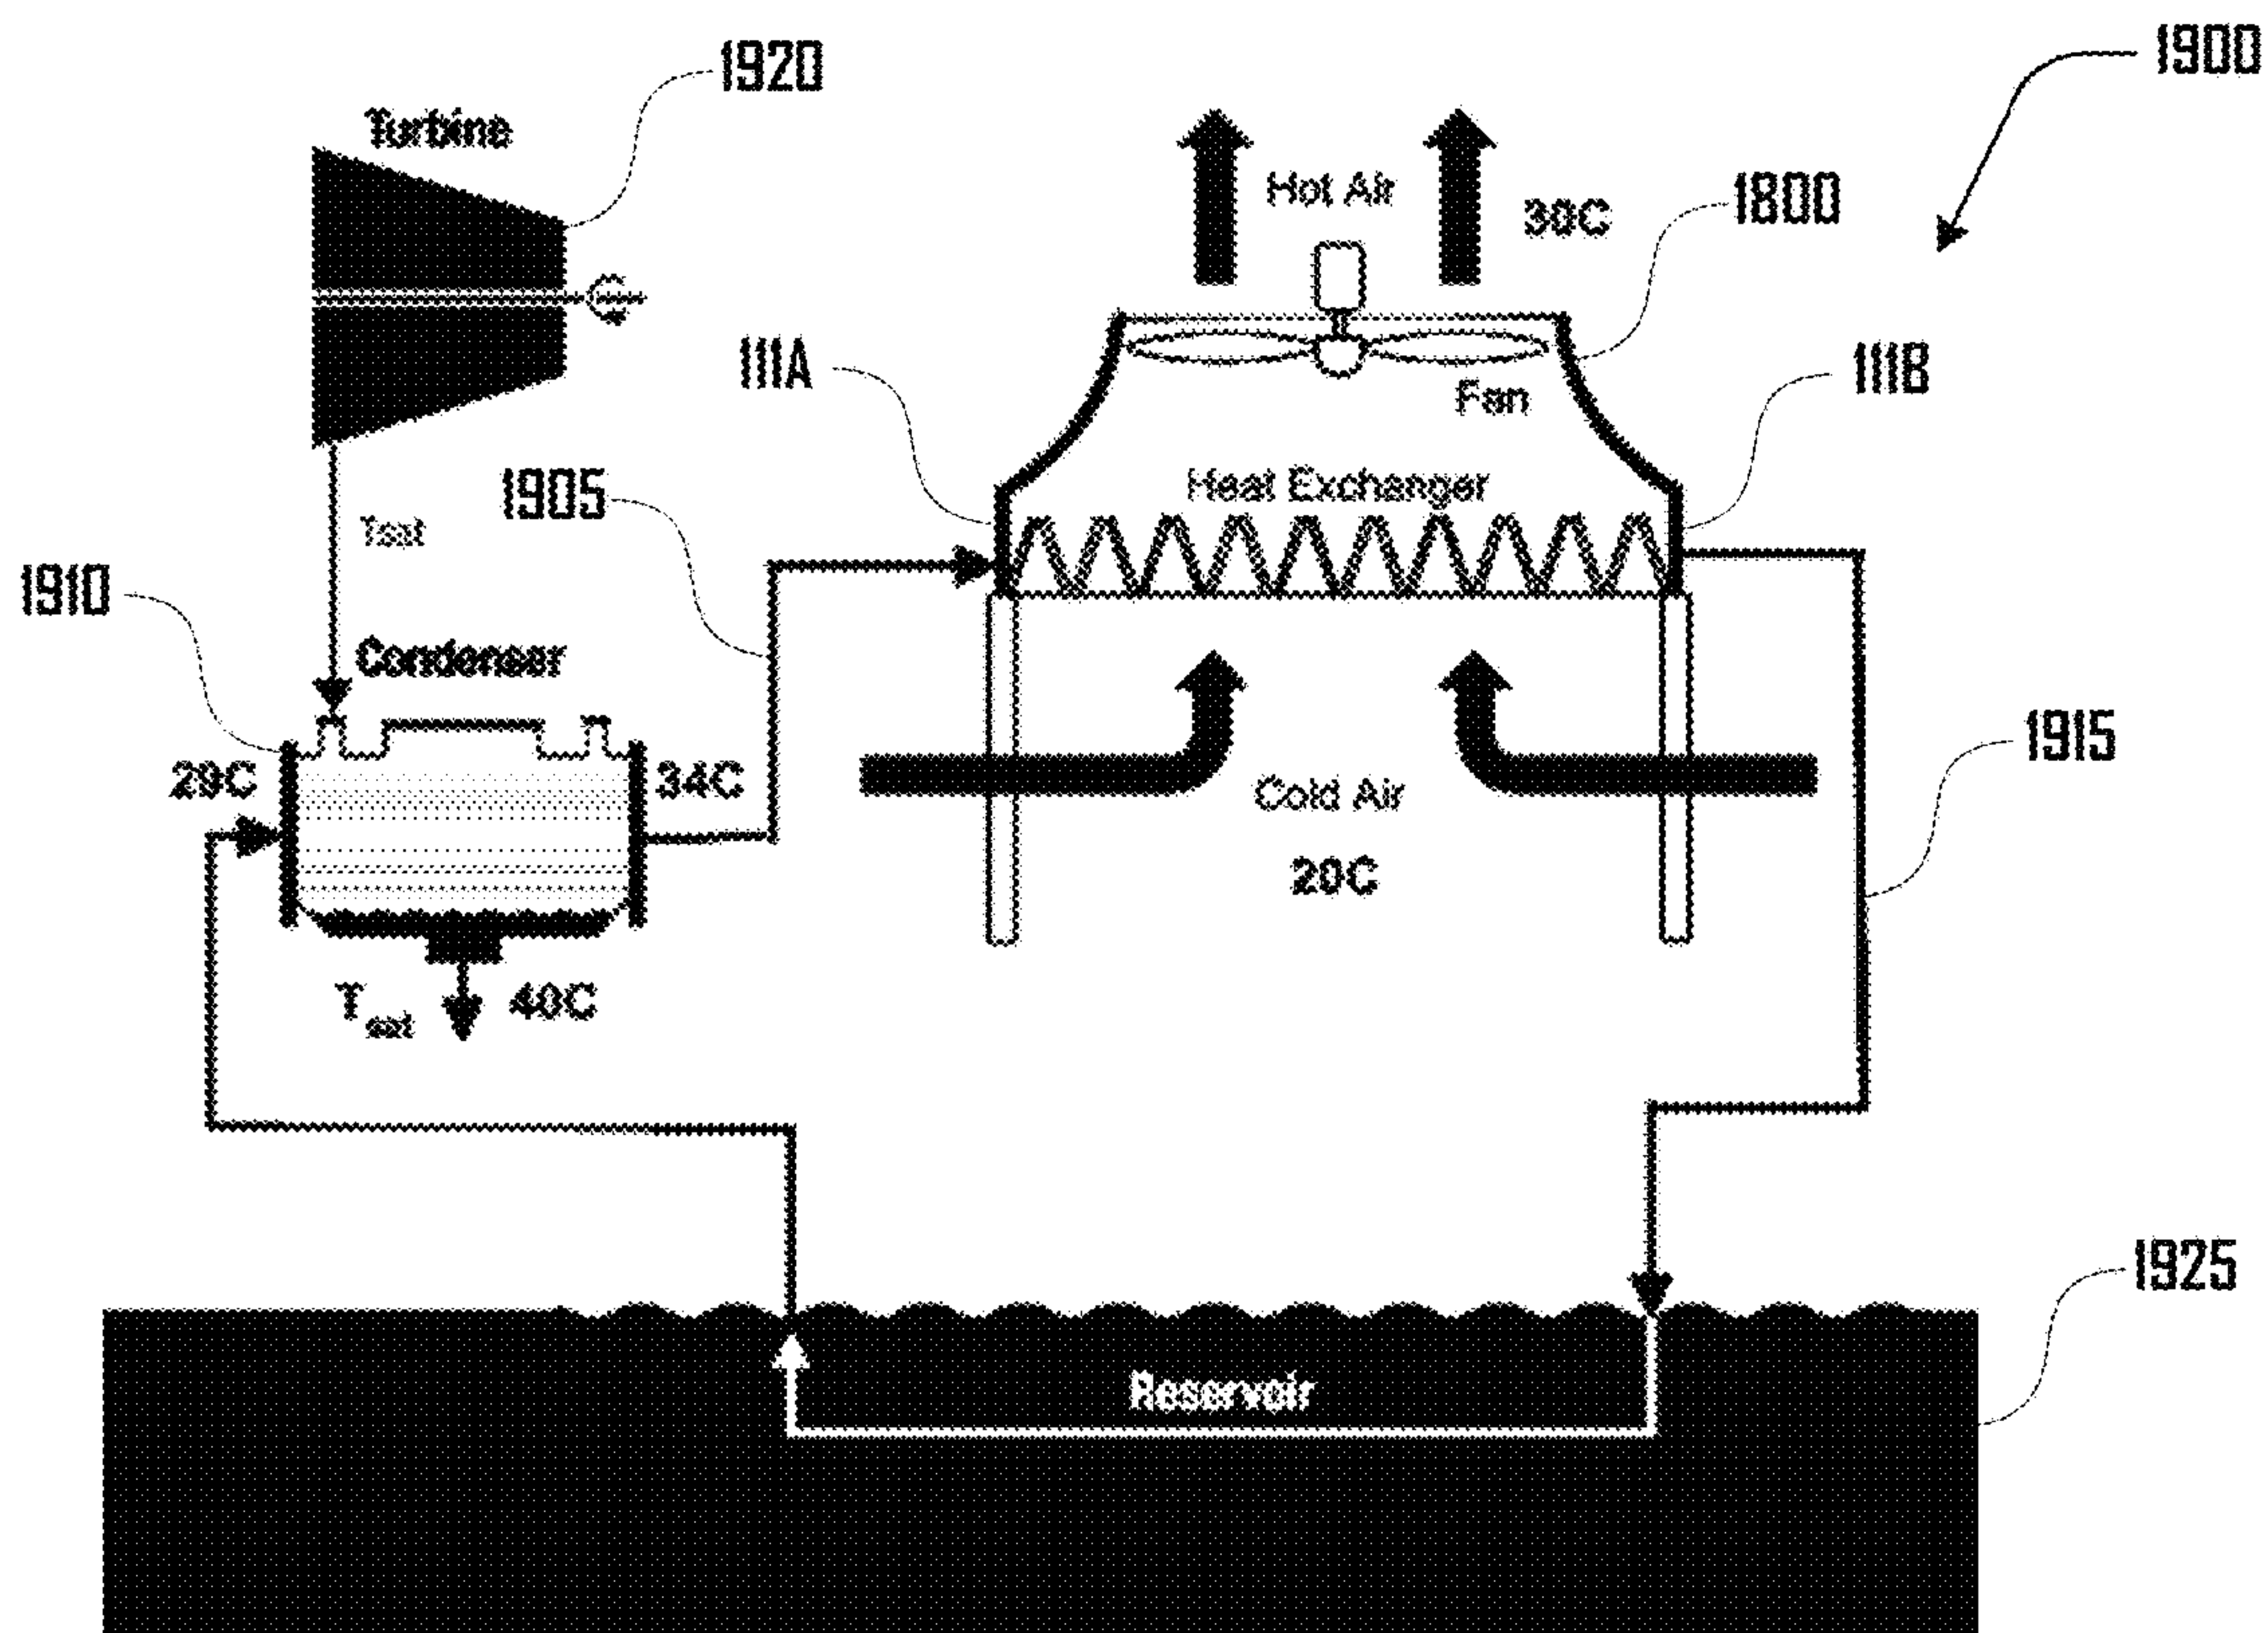 1920
1900
Turbine
Hot Air
30C
1800
111A
111B
Fan
1905
Heat Exchanger
Tsat
1910
Condenser
29C
34C
1915
Cold Air
20C
Tsat
40C
1925
Reservoir